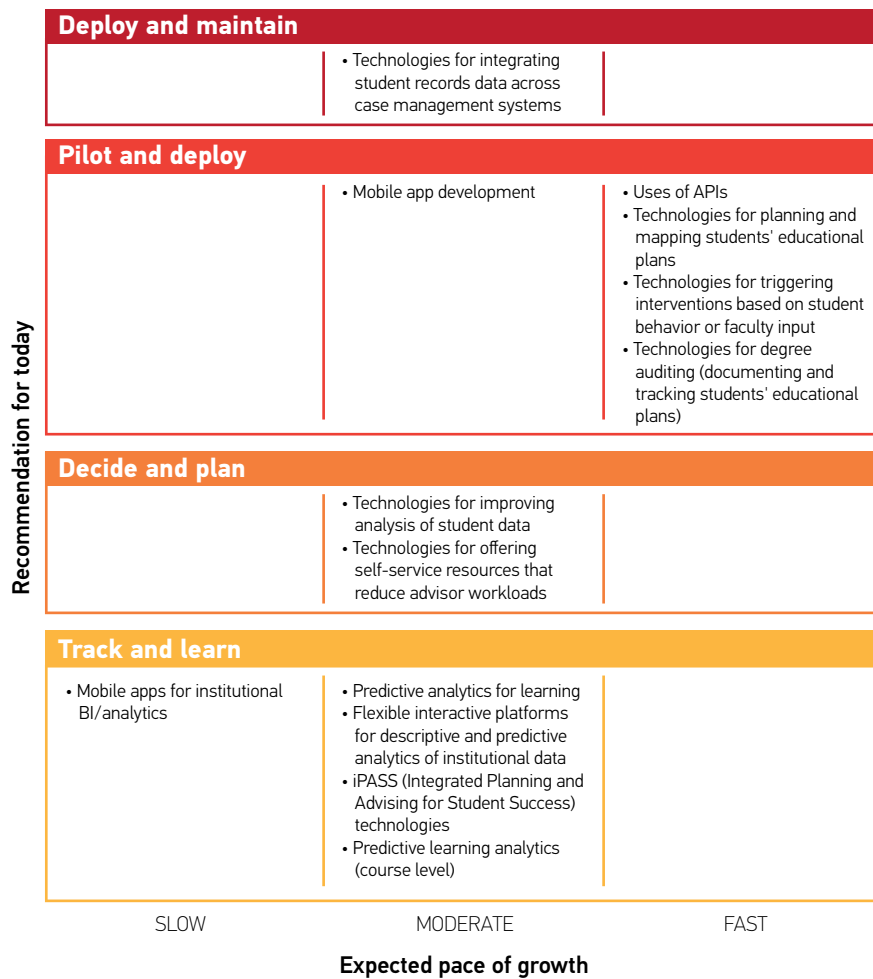 Deploy and maintain
• Technologies for integrating
student records data across
case management systems
Pilot and deploy
• Mobile app development
• Uses of APIs
• Technologies for planning and
mapping students' educational
plans
• Technologies for triggering
interventions based on student
behavior or faculty input
• Technologies for degree
auditing (documenting and
tracking students' educational
plans)
Decide and plan
• Technologies for improving
analysis of student data
• Technologies for offering
self-service resources that
reduce advisor workloads
Track and learn
• Mobile apps for institutional
BI/analytics
• Predictive analytics for learning
• Flexible interactive platforms
for descriptive and predictive
analytics of institutional data
• iPASS (Integrated Planning and
Advising for Student Success)
technologies
• Predictive learning analytics
(course level)
Recommendation for today
SLOW
MODERATE
FAST
Expected pace of growth